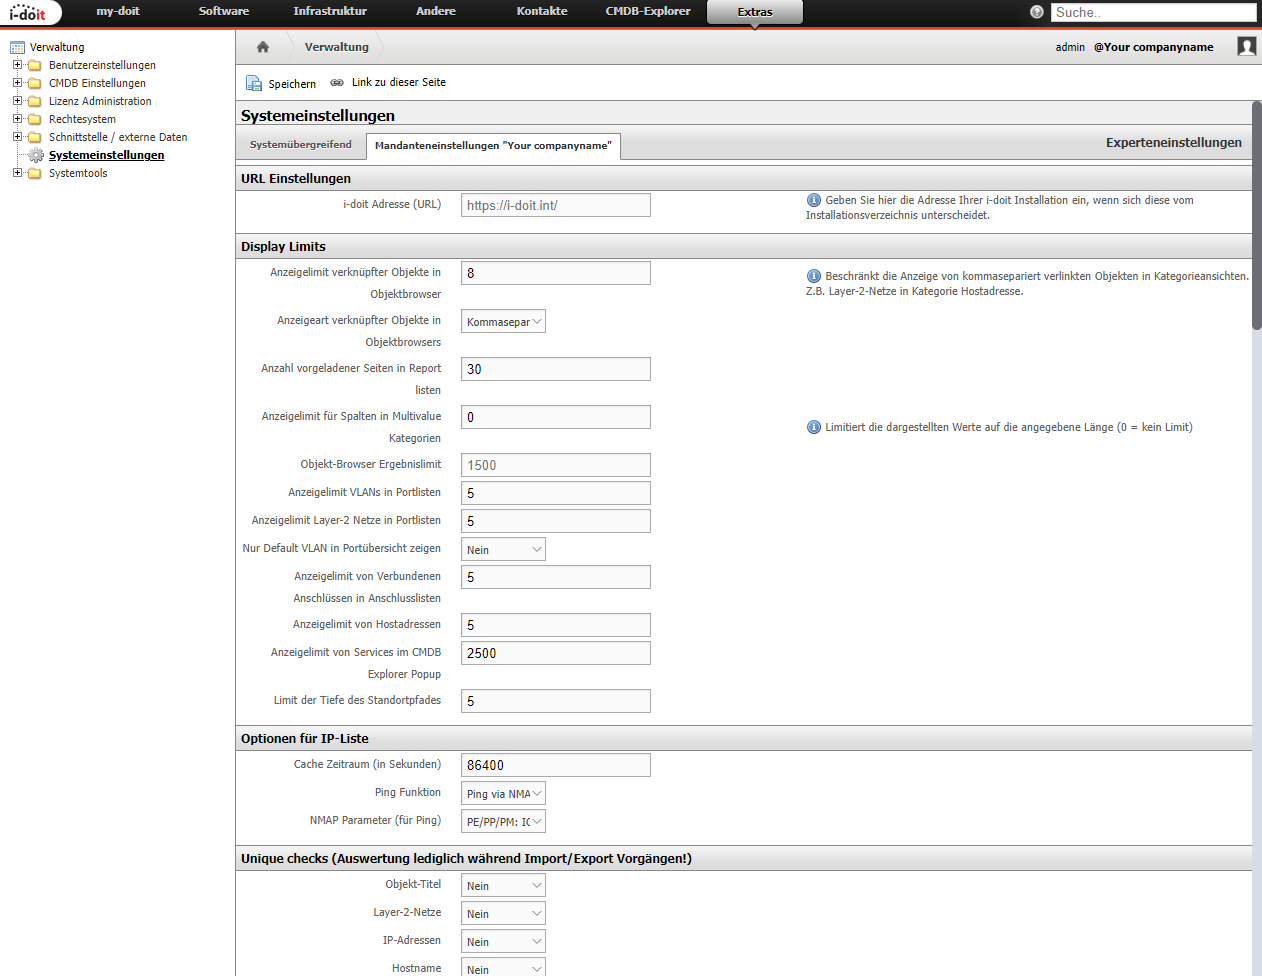 i-doit my-doit Software Infrastruktur Andere Kontakte CMDB-Explorer Extras Suche..
Verwaltung
Benutzereinstellungen
CMDB Einstellungen
Lizenz Administration
Rechtesystem
Schnittstelle / externe Daten
Systemeinstellungen
Systemtools
Verwaltung admin @Your companyname
Speichern Link zu dieser Seite
Systemeinstellungen
Systemübergreifend Mandanteneinstellungen "Your companyname" Experteneinstellungen
URL Einstellungen
i-doit Adresse (URL) https://i-doit.int/
Geben Sie hier die Adresse Ihrer i-doit Installation ein, wenn sich diese vom
Installationsverzeichnis unterscheidet.
Display Limits
Anzeigelimit verknüpfter Objekte in
Objektbrowser
8
Beschränkt die Anzeige von kommasepariert verlinkten Objekten in Kategorieansichten.
Z.B. Layer-2-Netze in Kategorie Hostadresse.
Anzeigeart verknüpfter Objekte in
Objektbrowsers
Kommasepar
Anzahl vorgeladener Seiten in Report
listen
30
Anzeigelimit für Spalten in Multivalue
Kategorien
0
Limitiert die dargestellten Werte auf die angegebene Länge (0 = kein Limit)
Objekt-Browser Ergebnislimit 1500
Anzeigelimit VLANs in Portlisten 5
Anzeigelimit Layer-2 Netze in Portlisten 5
Nur Default VLAN in Portübersicht zeigen Nein
Anzeigelimit von Verbundenen
Anschlüssen in Anschlusslisten
5
Anzeigelimit von Hostadressen 5
Anzeigelimit von Services im CMDB
Explorer Popup
2500
Limit der Tiefe des Standortpfades 5
Optionen für IP-Liste
Cache Zeitraum (in Sekunden) 86400
Ping Funktion Ping via NMA
NMAP Parameter (für Ping) PE/PP/PM: IC
Unique checks (Auswertung lediglich während Import/Export Vorgängen!)
Objekt-Titel Nein
Layer-2-Netze Nein
IP-Adressen Nein
Hostname Nein